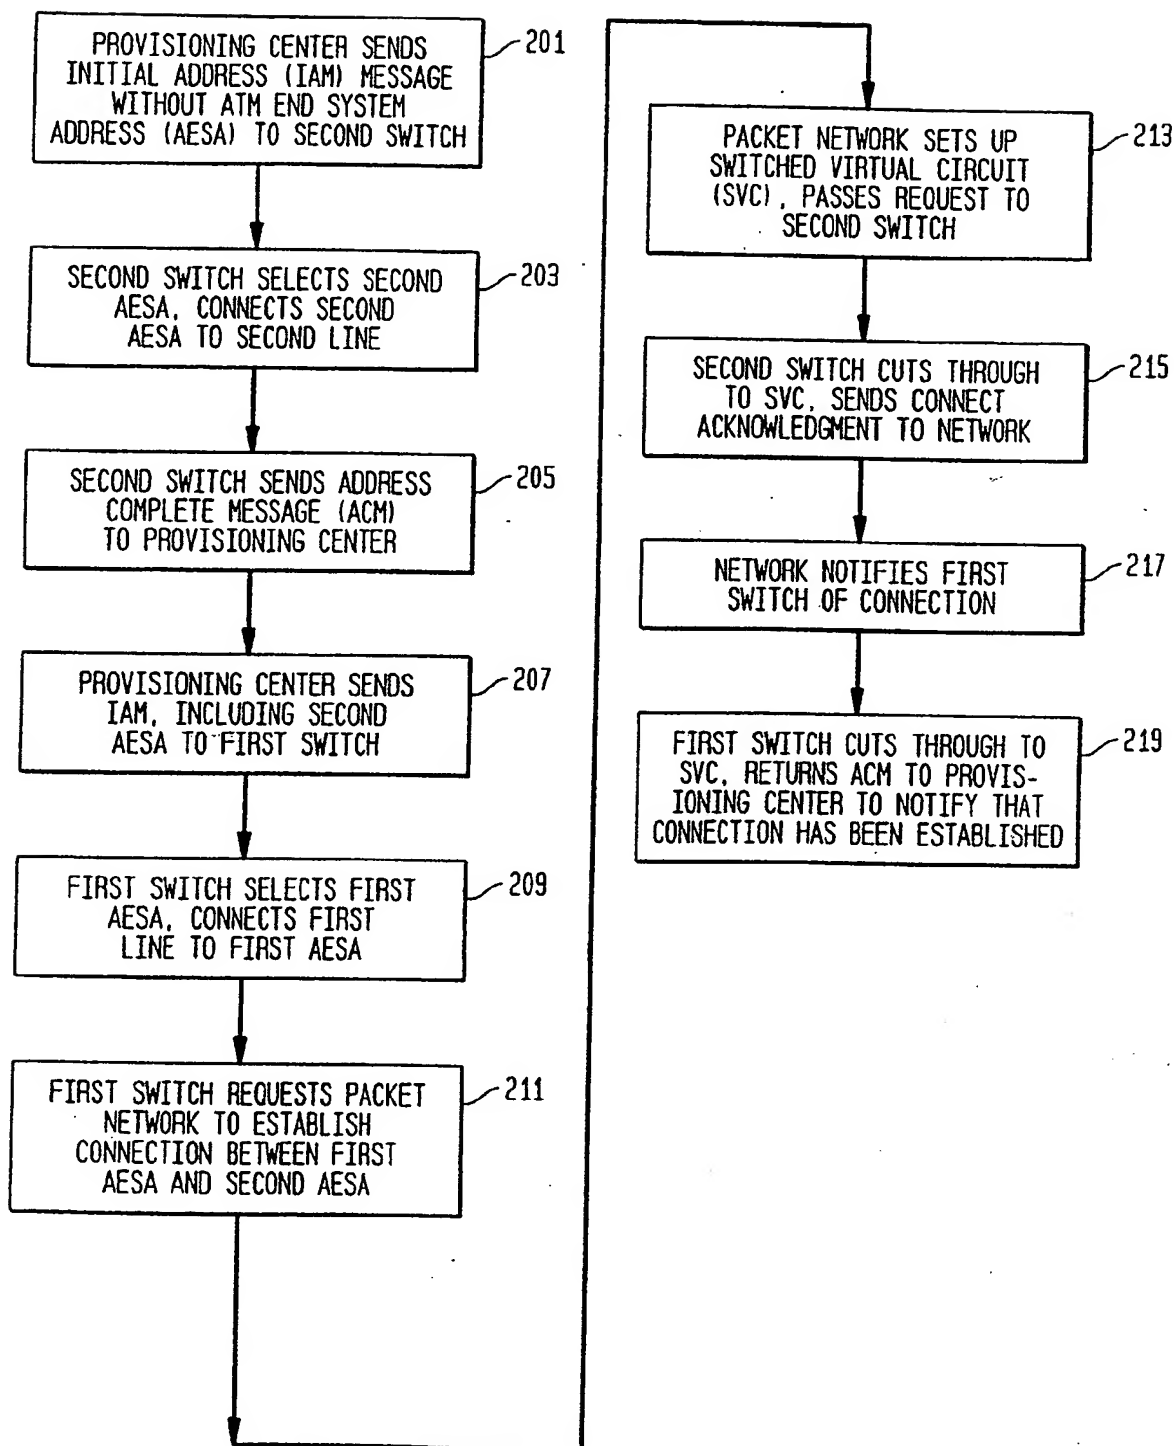 PROVISIONING CENTER SENDS
INITIAL ADDRESS (IAM) MESSAGE
WITHOUT ATM END SYSTEM
ADDRESS (AESA) TO SECOND SWITCH
201
SECOND SWITCH SELECTS SECOND
AESA, CONNECTS SECOND
AESA TO SECOND LINE
203
SECOND SWITCH SENDS ADDRESS
COMPLETE MESSAGE (ACM)
TO PROVISIONING CENTER
205
PROVISIONING CENTER SENDS
IAM, INCLUDING SECOND
AESA TO FIRST SWITCH
207
FIRST SWITCH SELECTS FIRST
AESA, CONNECTS FIRST
LINE TO FIRST AESA
209
FIRST SWITCH REQUESTS PACKET
NETWORK TO ESTABLISH
CONNECTION BETWEEN FIRST
AESA AND SECOND AESA
211
PACKET NETWORK SETS UP
SWITCHED VIRTUAL CIRCUIT
(SVC), PASSES REQUEST TO
SECOND SWITCH
213
SECOND SWITCH CUTS THROUGH
TO SVC, SENDS CONNECT
ACKNOWLEDGMENT TO NETWORK
215
NETWORK NOTIFIES FIRST
SWITCH OF CONNECTION
217
FIRST SWITCH CUTS THROUGH TO
SVC, RETURNS ACM TO PROVIS-
IONING CENTER TO NOTIFY THAT
CONNECTION HAS BEEN ESTABLISHED
219